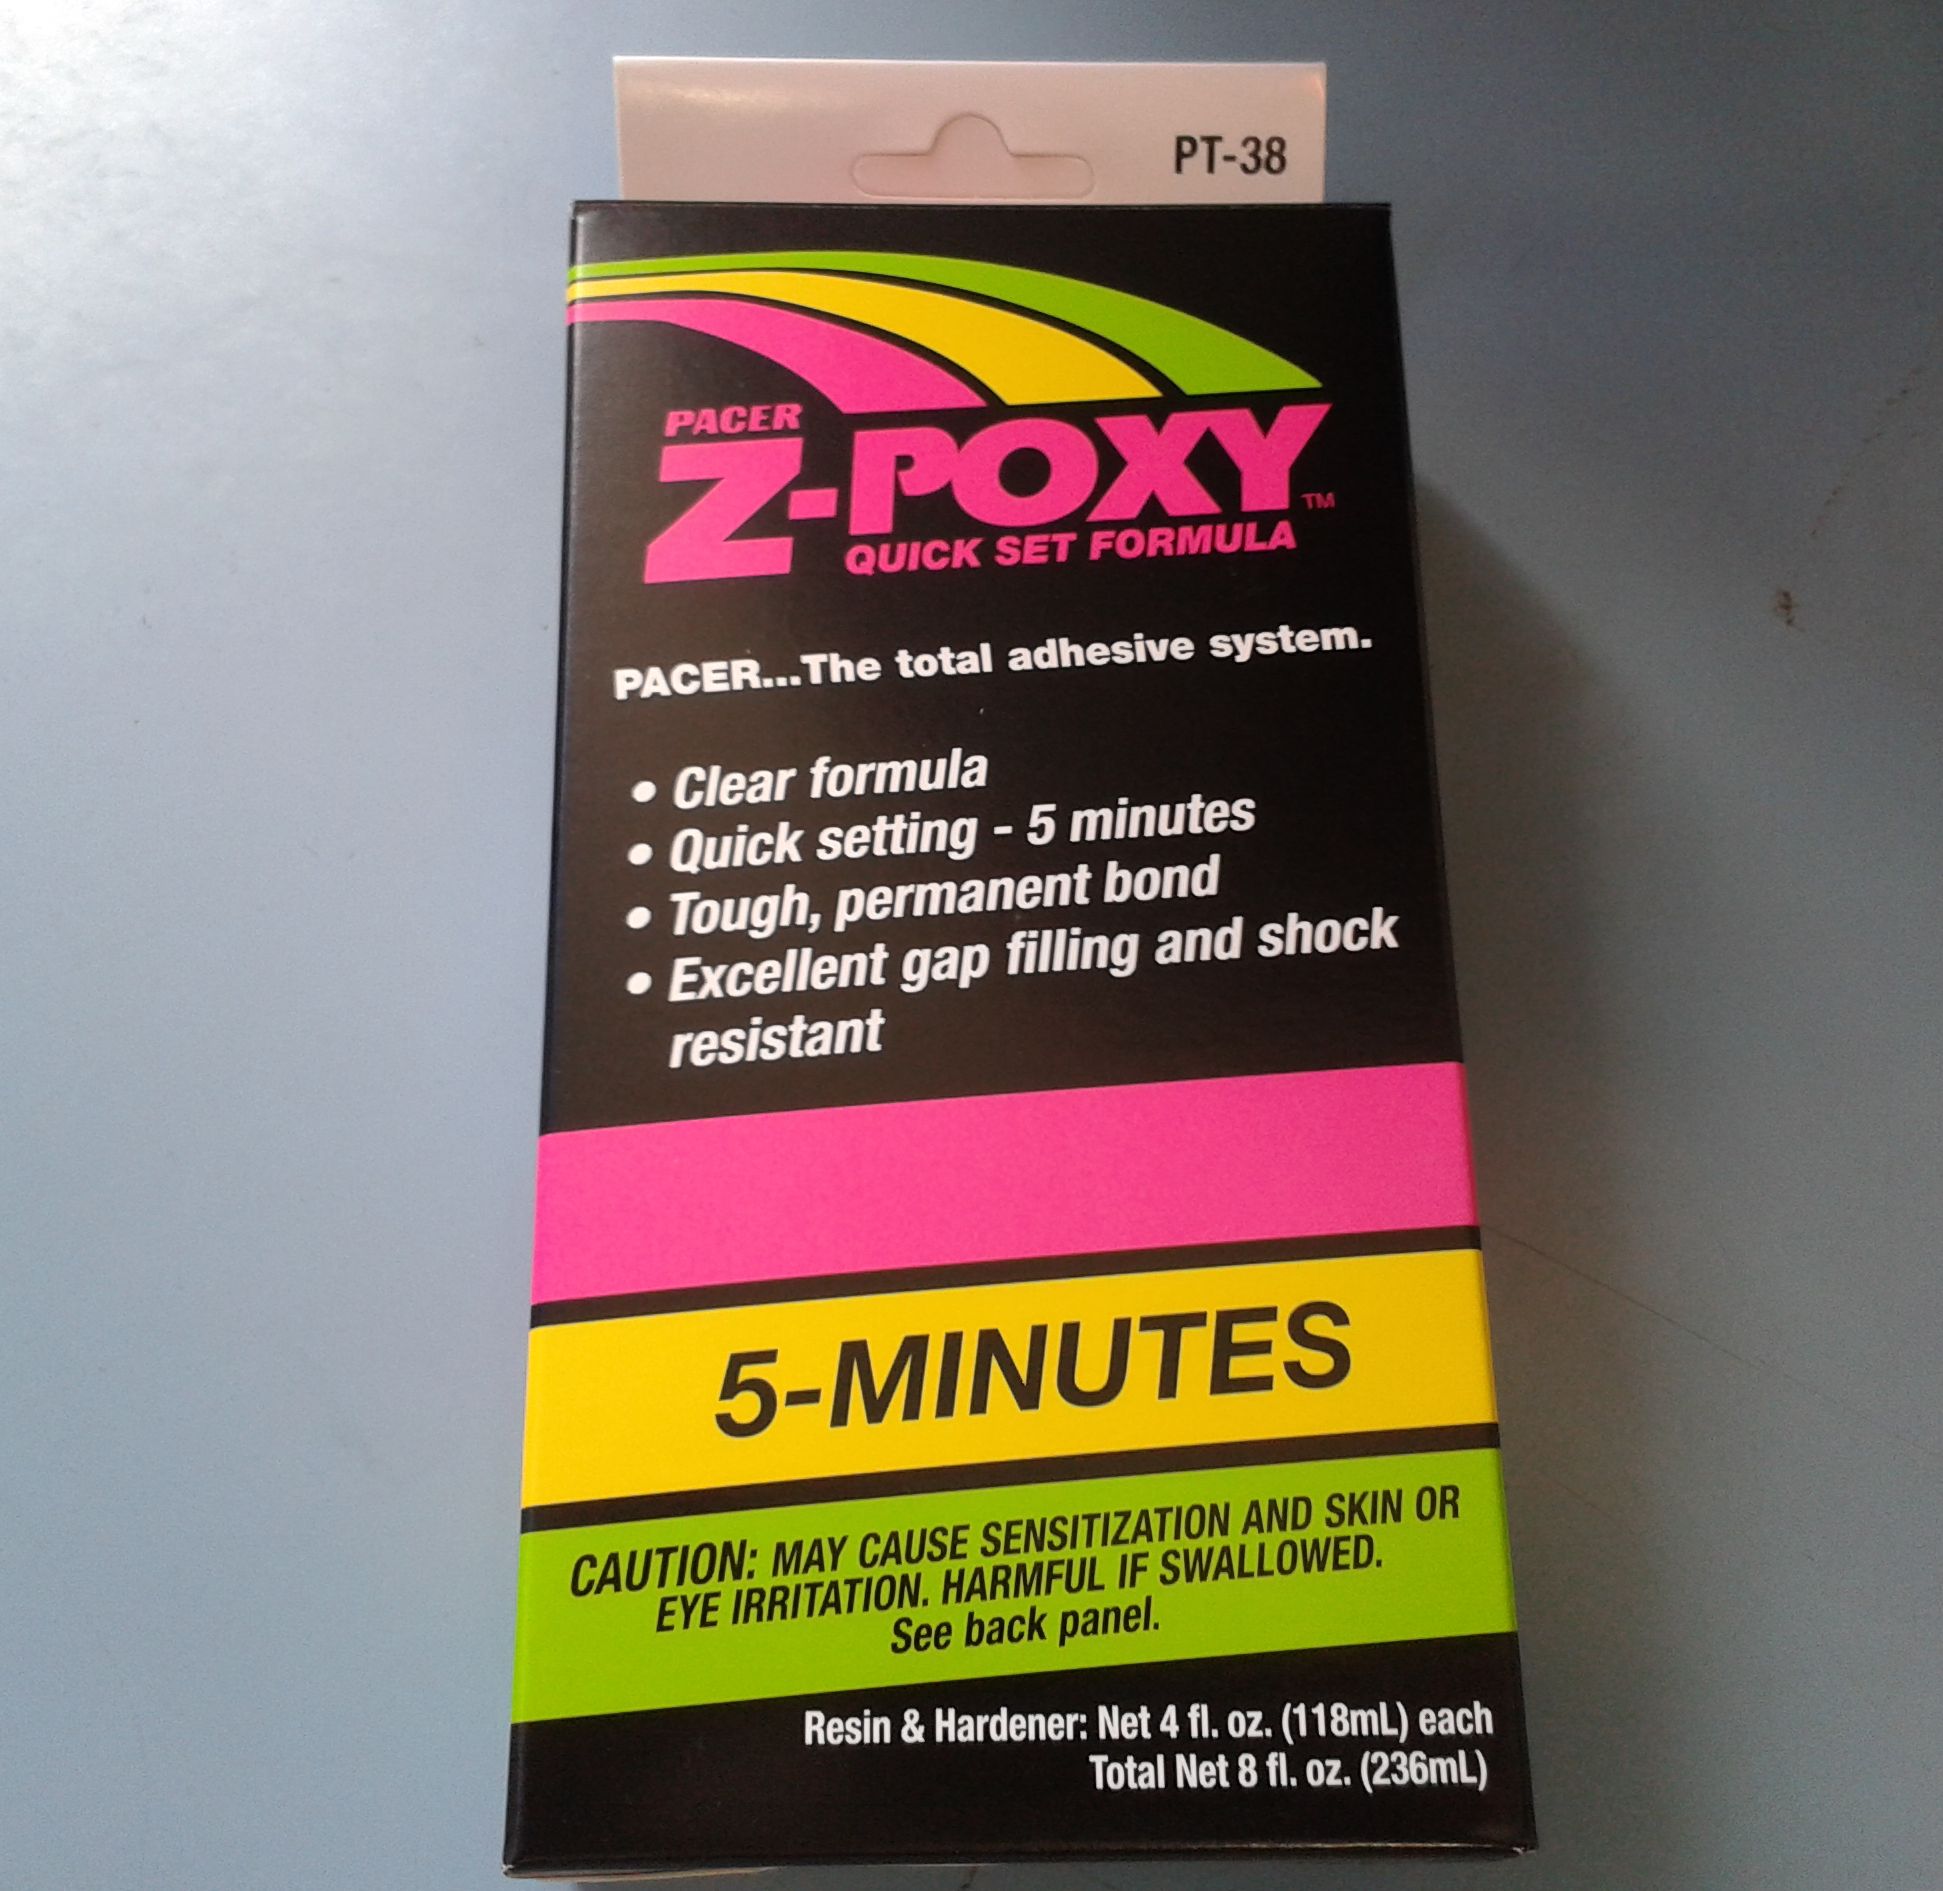 PT-38
PACER
Z-POXY™
QUICK SET FORMULA
PACER...The total adhesive system.
• Clear formula
• Quick setting - 5 minutes
• Tough, permanent bond
• Excellent gap filling and shock
resistant
5-MINUTES
CAUTION: MAY CAUSE SENSITIZATION AND SKIN OR
EYE IRRITATION. HARMFUL IF SWALLOWED.
See back panel.
Resin & Hardener: Net 4 fl. oz. (118mL) each
Total Net 8 fl. oz. (236mL)